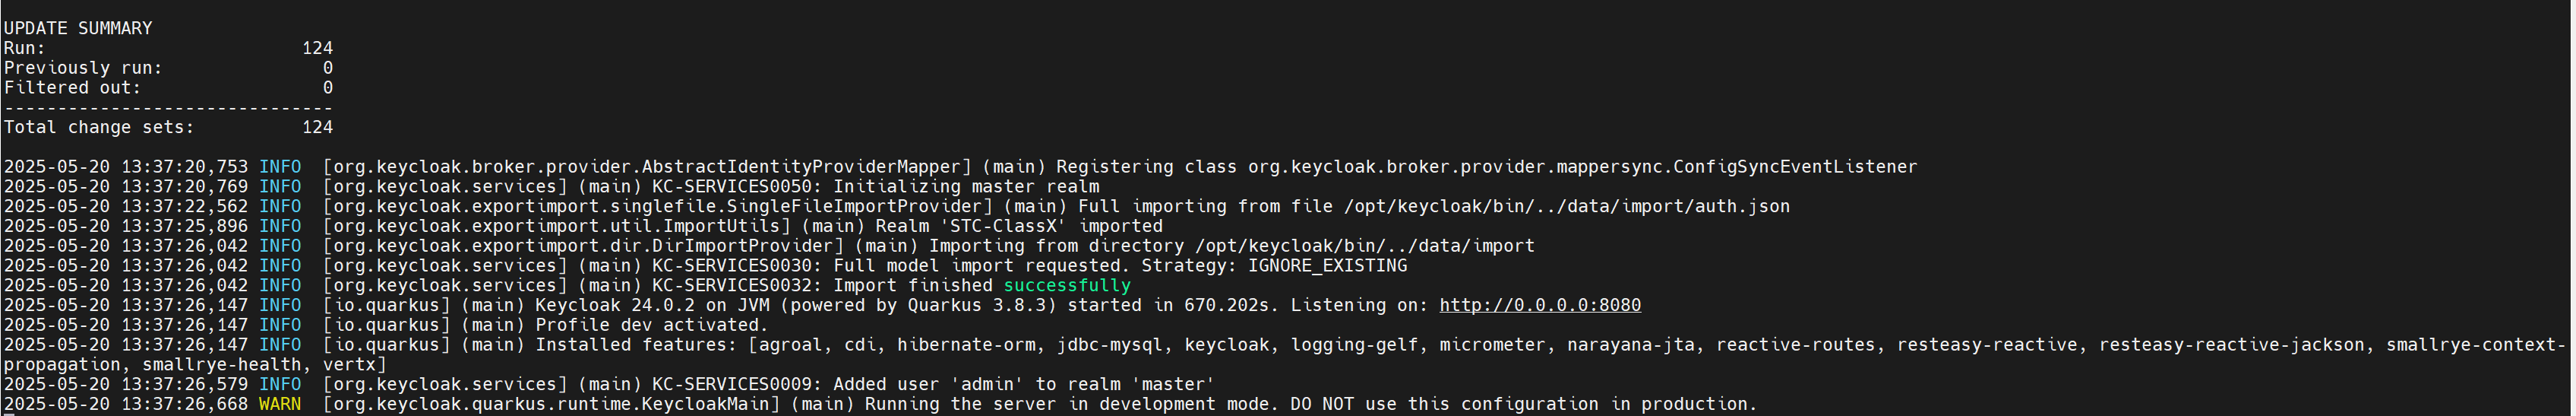 UPDATE SUMMARY
Run:                        124
Previously run:               0
Filtered out:                 0
-------------------------------
Total change sets:          124
2025-05-20 13:37:20,753 INFO  [org.keycloak.broker.provider.AbstractIdentityProviderMapper] (main) Registering class org.keycloak.broker.provider.mappersync.ConfigSyncEventListener
2025-05-20 13:37:20,769 INFO  [org.keycloak.services] (main) KC-SERVICES0050: Initializing master realm
2025-05-20 13:37:22,562 INFO  [org.keycloak.exportimport.singlefile.SingleFileImportProvider] (main) Full importing from file /opt/keycloak/bin/../data/import/auth.json
2025-05-20 13:37:25,896 INFO  [org.keycloak.exportimport.util.ImportUtils] (main) Realm 'STC-ClassX' imported
2025-05-20 13:37:26,042 INFO  [org.keycloak.exportimport.dir.DirImportProvider] (main) Importing from directory /opt/keycloak/bin/../data/import
2025-05-20 13:37:26,042 INFO  [org.keycloak.services] (main) KC-SERVICES0030: Full model import requested. Strategy: IGNORE_EXISTING
2025-05-20 13:37:26,042 INFO  [org.keycloak.services] (main) KC-SERVICES0032: Import finished successfully
2025-05-20 13:37:26,147 INFO  [io.quarkus] (main) Keycloak 24.0.2 on JVM (powered by Quarkus 3.8.3) started in 670.202s. Listening on: http://0.0.0.0:8080
2025-05-20 13:37:26,147 INFO  [io.quarkus] (main) Profile dev activated.
2025-05-20 13:37:26,147 INFO  [io.quarkus] (main) Installed features: [agroal, cdi, hibernate-orm, jdbc-mysql, keycloak, logging-gelf, micrometer, narayana-jta, reactive-routes, resteasy-reactive, resteasy-reactive-jackson, smallrye-context-
propagation, smallrye-health, vertx]
2025-05-20 13:37:26,579 INFO  [org.keycloak.services] (main) KC-SERVICES0009: Added user 'admin' to realm 'master'
2025-05-20 13:37:26,668 WARN  [org.keycloak.quarkus.runtime.KeycloakMain] (main) Running the server in development mode. DO NOT use this configuration in production.